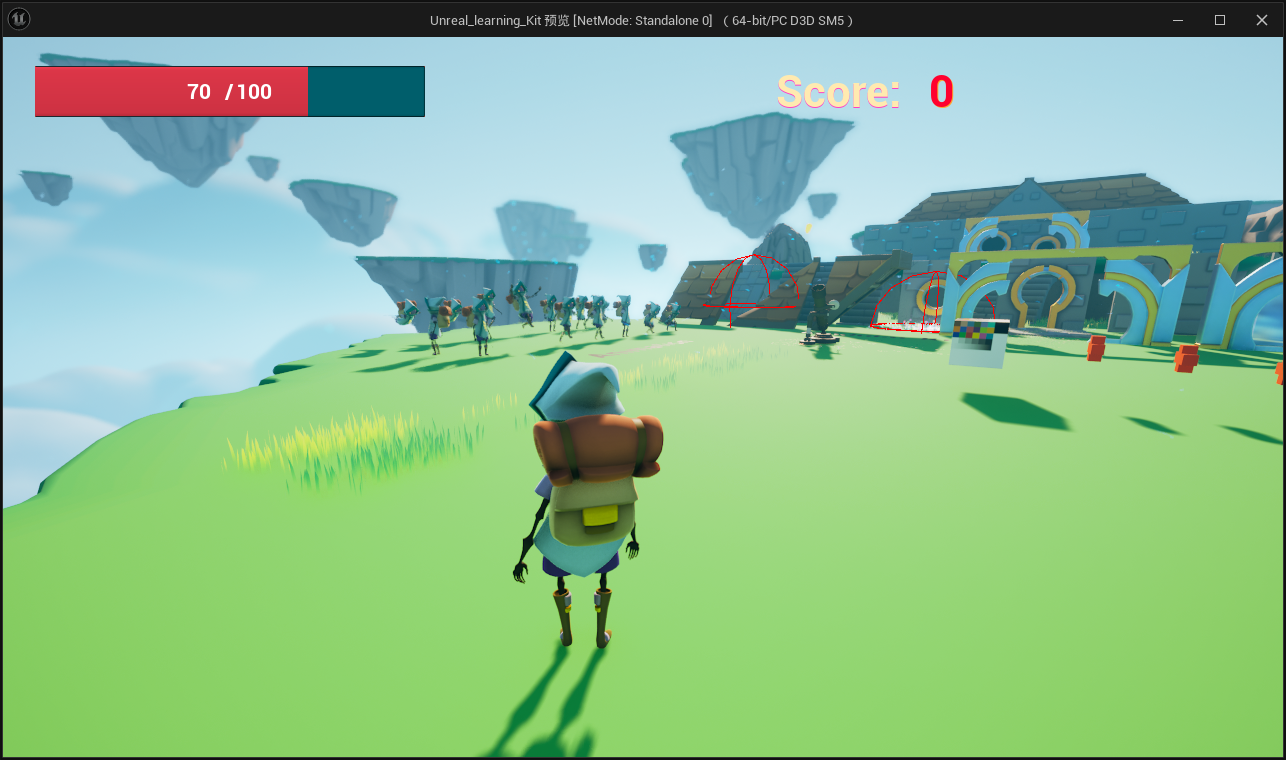 Unreal_learning_Kit 预览 [NetMode: Standalone 0] ( 64-bit/PC D3D SM5 )
70 /100
Score: 0